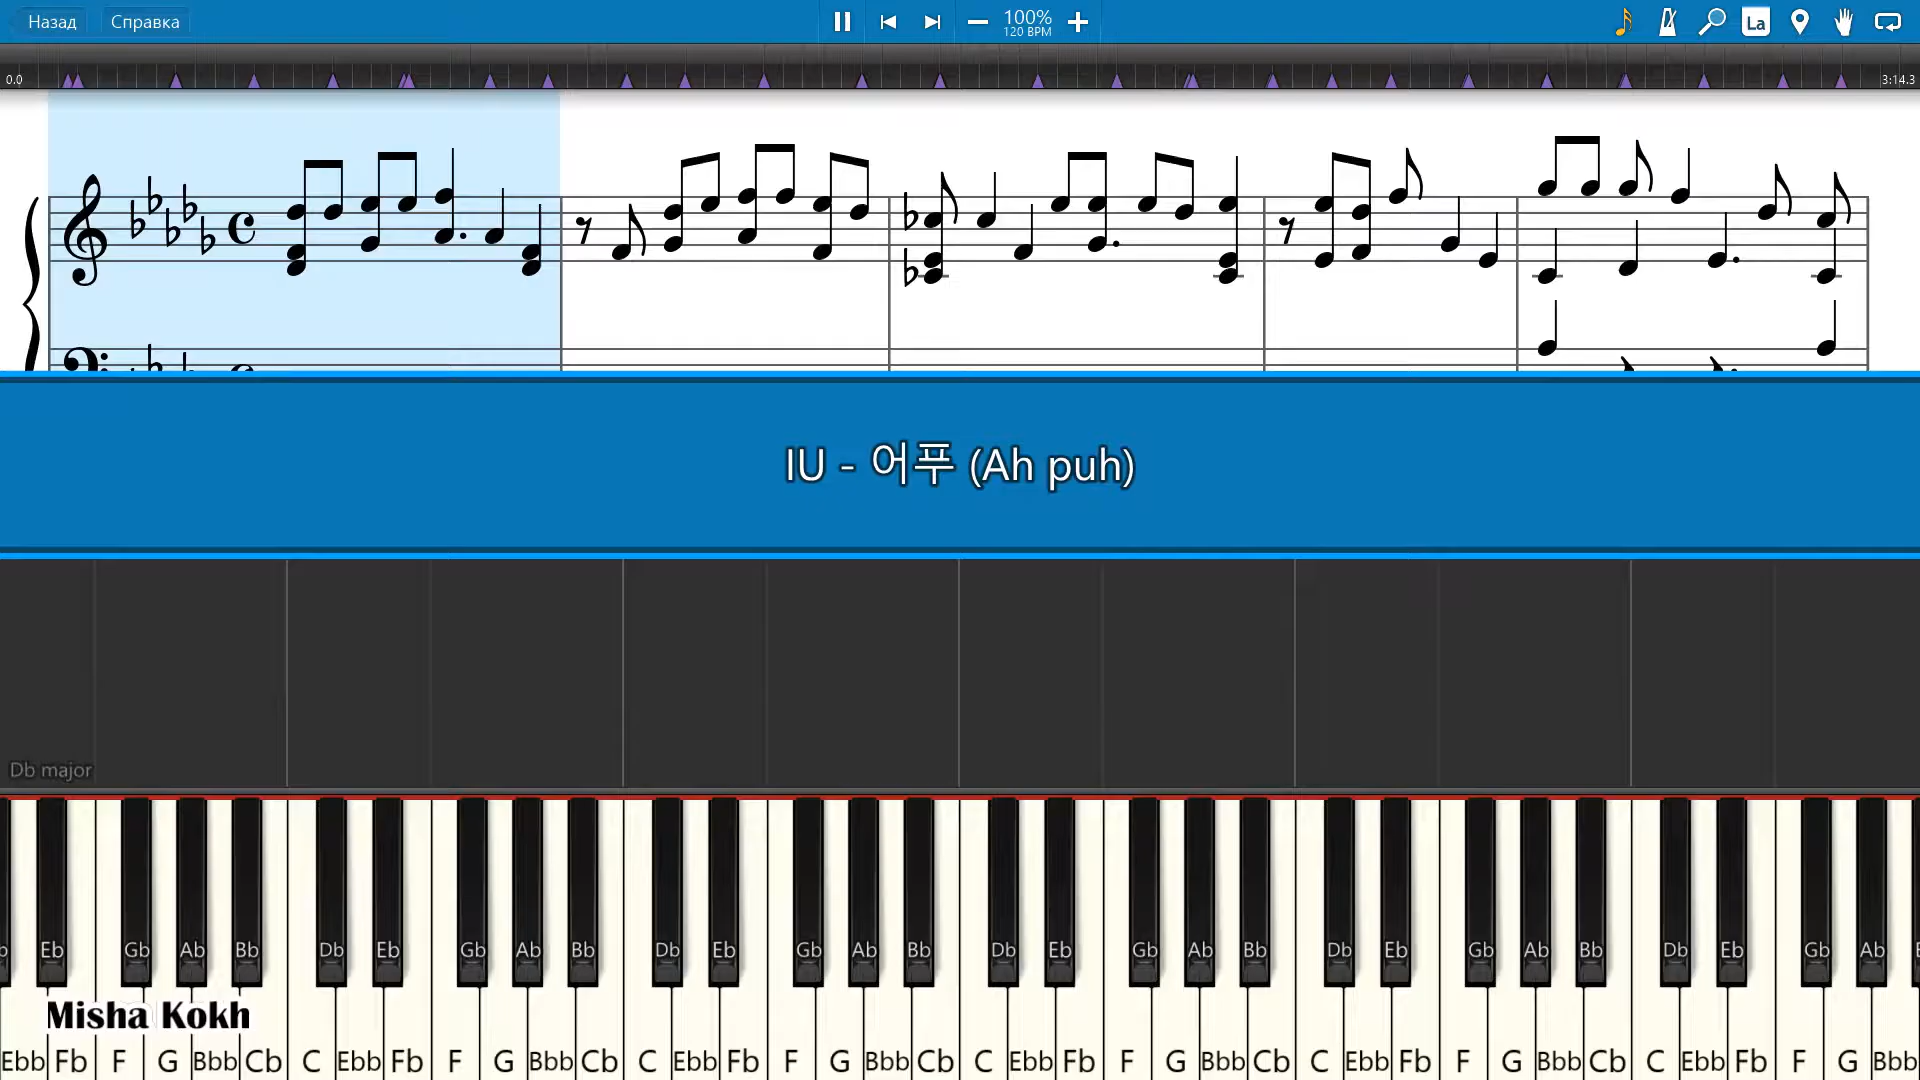 Назад Справка 100% La
120 BPM
0.0 3:14.3
IU - 어푸 (Ah puh)
Db major
Eb Gb Ab Bb Db Eb Gb Ab Bb Db Eb Gb Ab Bb Db Eb Gb Ab Bb Db Eb Gb Ab Bb Db Eb Gb Ab
Misha Kokh
Ebb Fb F G Bbb Cb C Ebb Fb F G Bbb Cb C Ebb Fb F G Bbb Cb C Ebb Fb F G Bbb Cb C Ebb Fb F G Bbb Cb C Ebb Fb F G Bbb